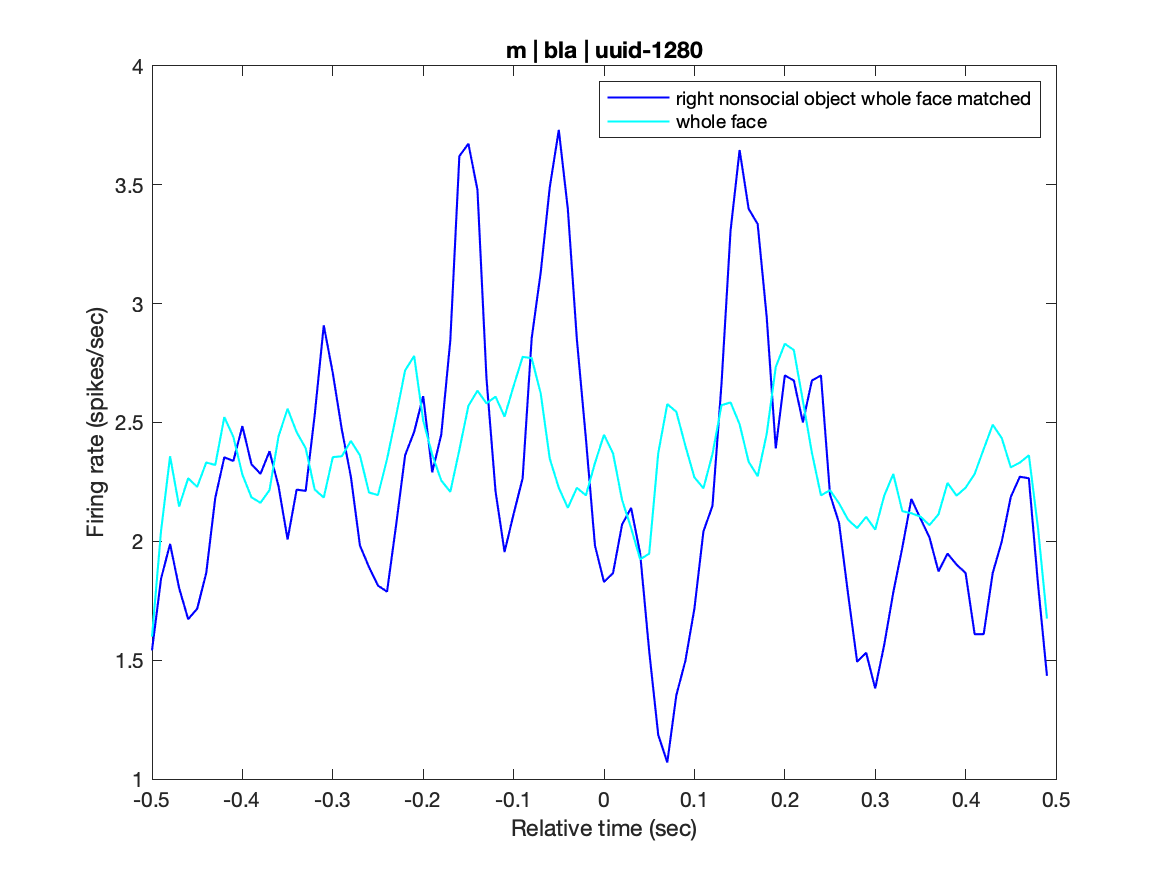 m | bla | uuid-1280
right nonsocial object whole face matched
whole face
4
3.5
3
2.5
2
1.5
1
Firing rate (spikes/sec)
-0.5 -0.4 -0.3 -0.2 -0.1 0 0.1 0.2 0.3 0.4 0.5
Relative time (sec)